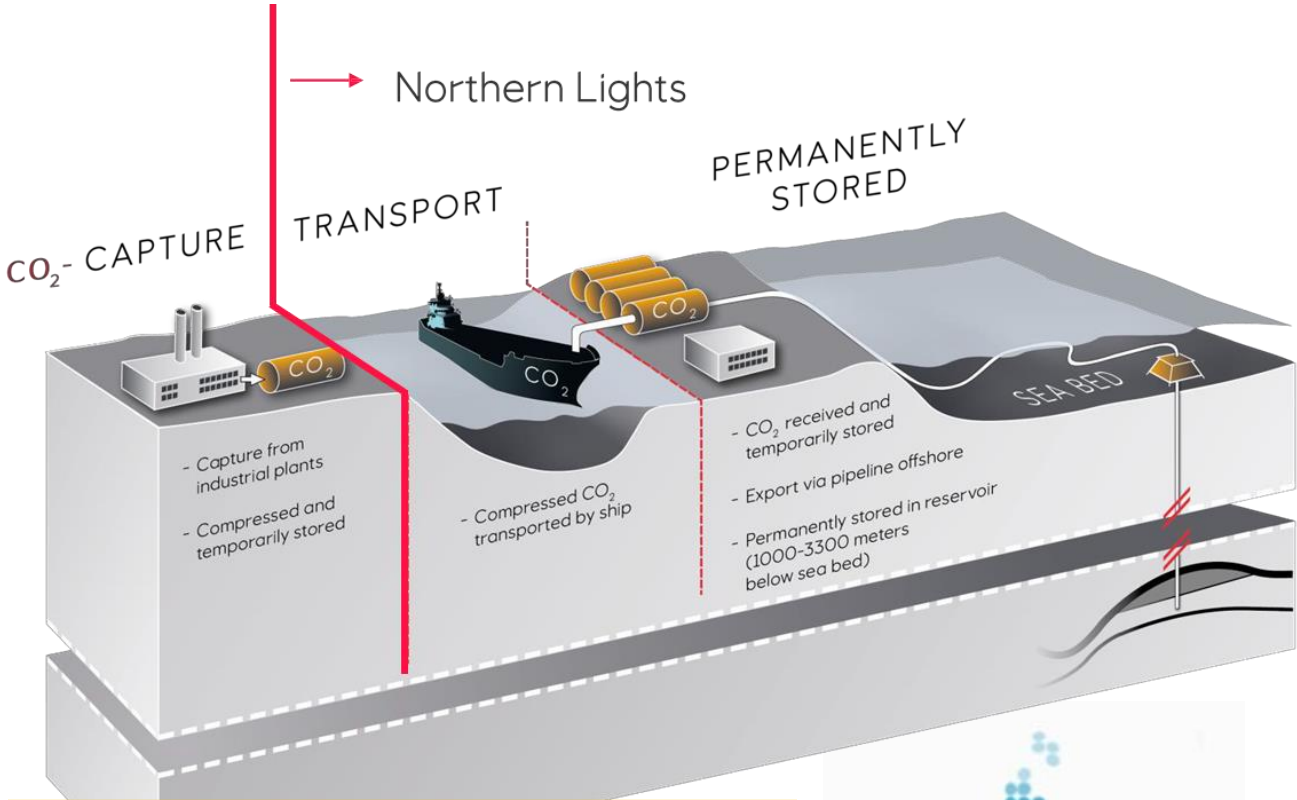 Northern Lights
PERMANENTLY
STORED
TRANSPORT
CO₂- CAPTURE
CO₂
CO₂
CO₂
SEA BED
- Capture from
industrial plants
- Compressed and
temporarily stored
- Compressed CO₂
transported by ship
- CO₂ received and
temporarily stored
- Export via pipeline offshore
- Permanently stored in reservoir
(1000-3300 meters
below sea bed)